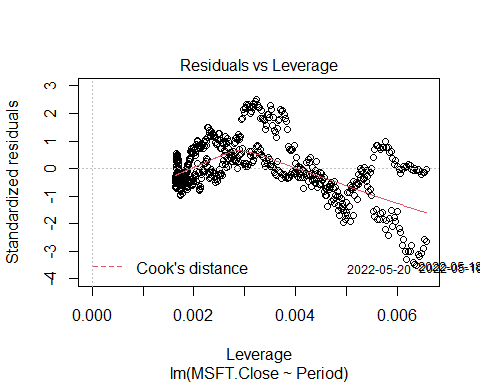 Residuals vs Leverage
Standardized residuals
3
2
1
0
-1
-2
-3
-4
Cook's distance
2022-05-20
0.000
0.002
0.004
0.006
Leverage
lm(MSFT.Close ~ Period)